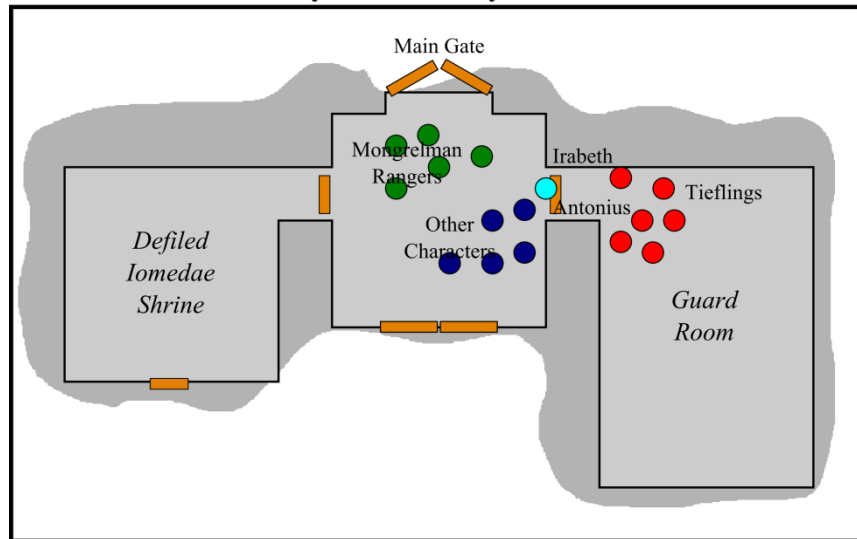 Main Gate
Mongrelman
Rangers
Irabeth
Tieflings
Antonius
Other
Characters
Defiled
Iomedae
Shrine
Guard
Room